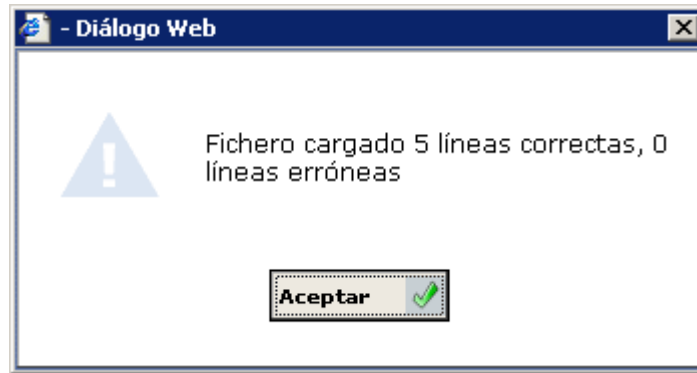 - Diálogo Web
Fichero cargado 5 líneas correctas, 0
líneas erróneas
Aceptar